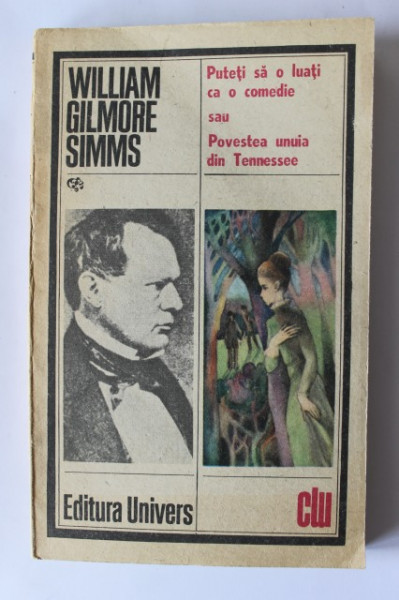 WILLIAM
GILMORE
SIMMS
Puteți să o luați
ca o comedie
sau
Povestea unuia
din Tennessee
Editura Univers
clu